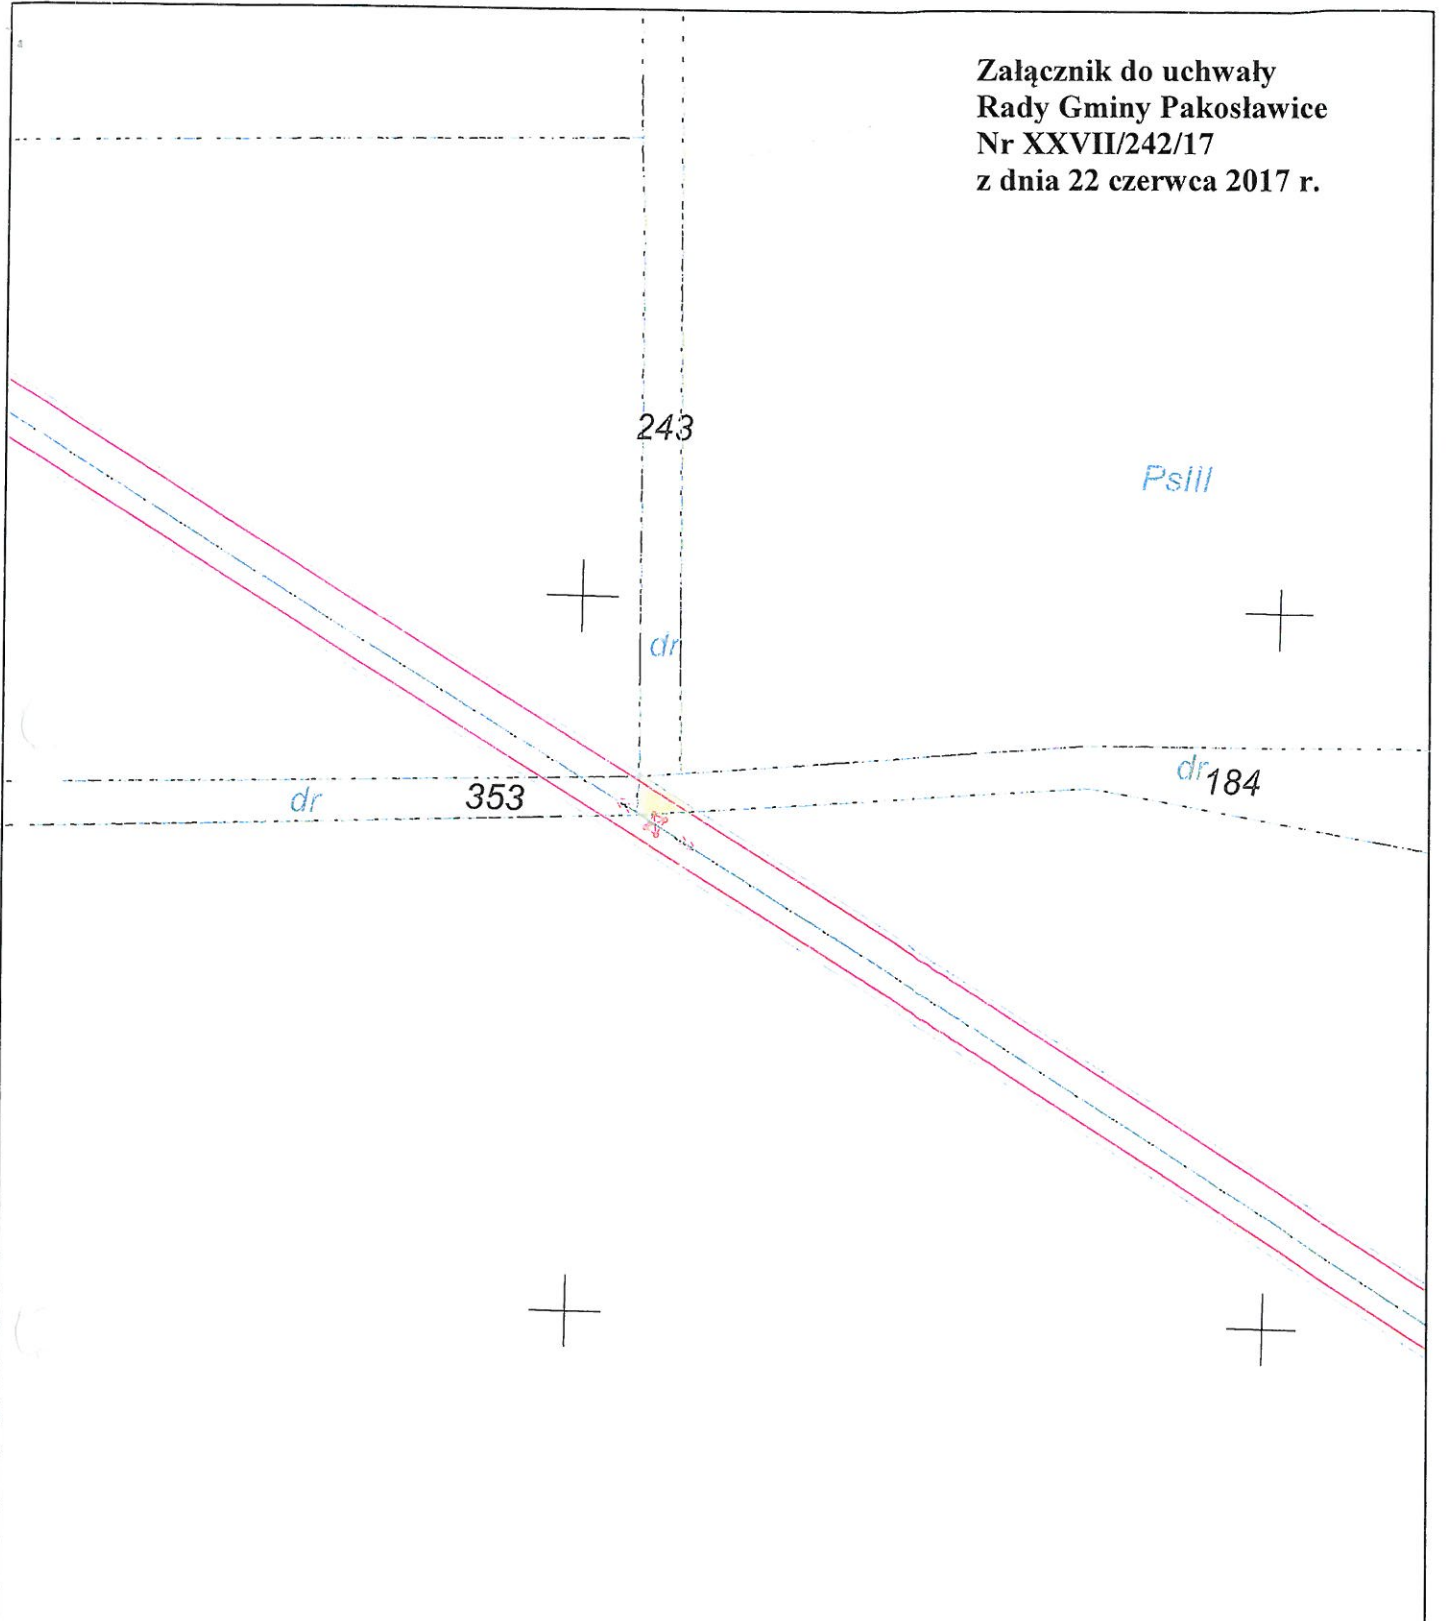 Załącznik do uchwały
Rady Gminy Pakosławice
Nr XXVII/242/17
z dnia 22 czerwca 2017 r.
243
PsIII
dr
dr
353
dr
184